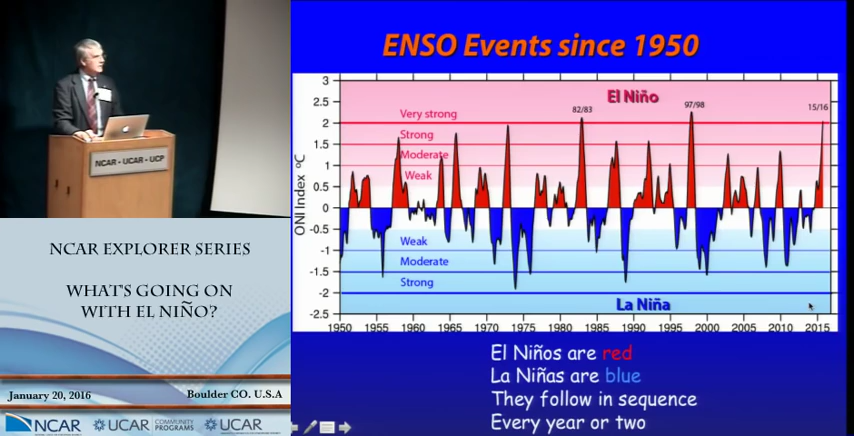 NCAR - UCAR - UCP
NCAR EXPLORER SERIES
WHAT'S GOING ON
WITH EL NIÑO?
January 20, 2016
Boulder CO. U.S.A
NCAR
UCAR
COMMUNITY
PROGRAMS
UCAR
ENSO Events since 1950
ONI Index °C
3
2.5
2
1.5
1
0.5
0
-0.5
-1
-1.5
-2
-2.5
El Niño
82/83
97/98
15/16
Very strong
Strong
Moderate
Weak
Weak
Moderate
Strong
La Niña
1950 1955 1960 1965 1970 1975 1980 1985 1990 1995 2000 2005 2010 2015
El Niños are red
La Niñas are blue
They follow in sequence
Every year or two